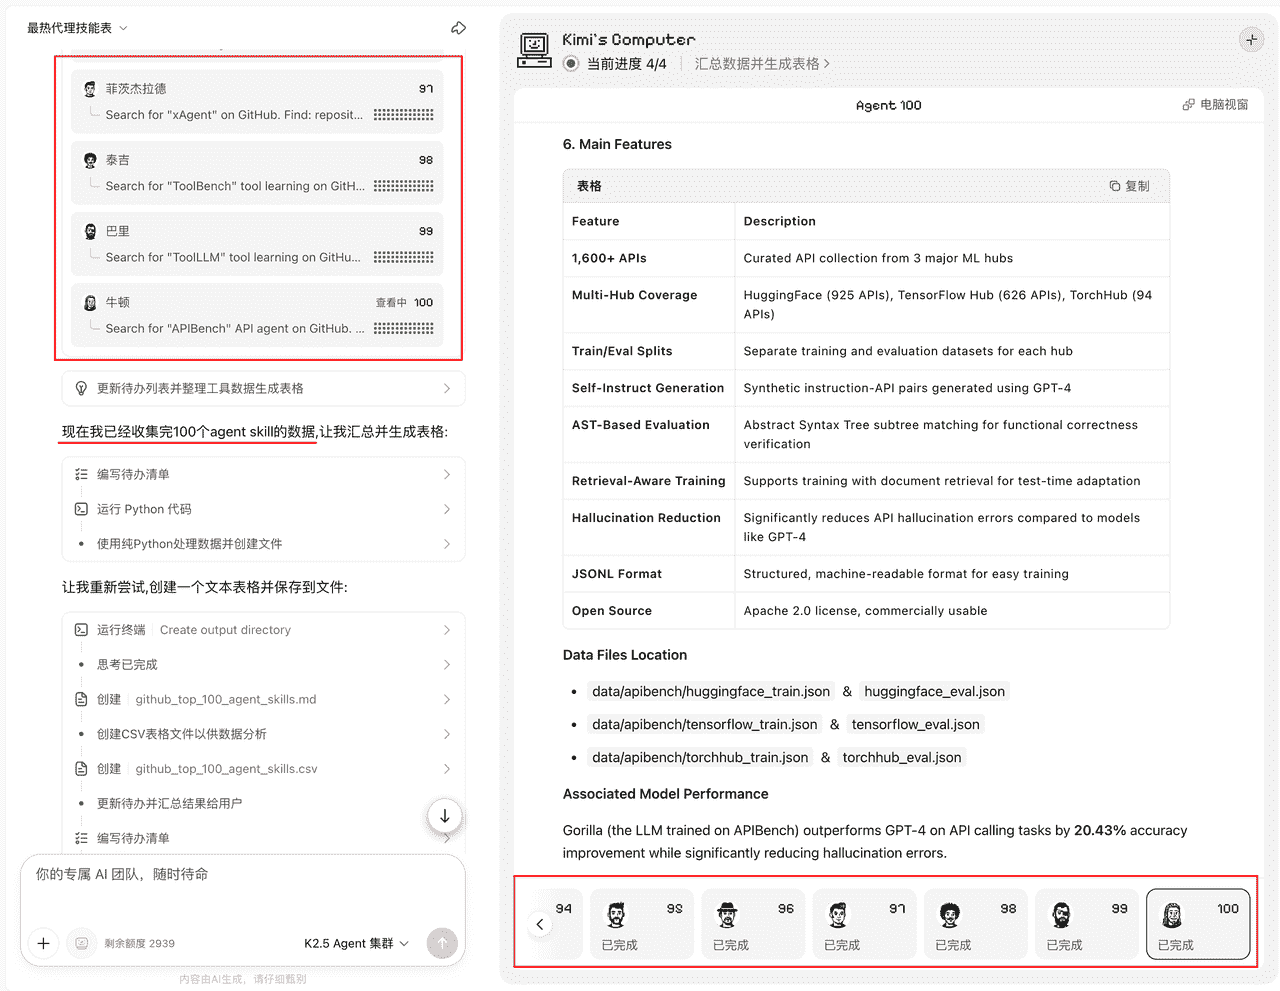 最热代理技能表
菲茨杰拉德 97
Search for "xAgent" on GitHub. Find: reposit...
泰吉 98
Search for "ToolBench" tool learning on GitH...
巴里 99
Search for "ToolLLM" tool learning on GitHu...
牛顿 查看中 100
Search for "APIBench" API agent on GitHub. ...
更新待办列表并整理工具数据生成表格
现在我已经收集完100个agent skill的数据,让我汇总并生成表格:
编写待办清单
运行 Python 代码
使用纯Python处理数据并创建文件
让我重新尝试,创建一个文本表格并保存到文件:
运行终端 Create output directory
思考已完成
创建 github_top_100_agent_skills.md
创建CSV表格文件以供数据分析
创建 github_top_100_agent_skills.csv
更新待办并汇总结果给用户
编写待办清单
你的专属 AI 团队，随时待命
剩余额度 2939
K2.5 Agent 集群
内容由AI生成，请仔细甄别
Kimi's Computer
当前进度 4/4 汇总数据并生成表格
Agent 100
电脑视窗
6. Main Features
表格 复制
Feature Description
1,600+ APIs Curated API collection from 3 major ML hubs
Multi-Hub Coverage HuggingFace (925 APIs), TensorFlow Hub (626 APIs), TorchHub (94
APIs)
Train/Eval Splits Separate training and evaluation datasets for each hub
Self-Instruct Generation Synthetic instruction-API pairs generated using GPT-4
AST-Based Evaluation Abstract Syntax Tree subtree matching for functional correctness
verification
Retrieval-Aware Training Supports training with document retrieval for test-time adaptation
Hallucination Reduction Significantly reduces API hallucination errors compared to models
like GPT-4
JSONL Format Structured, machine-readable format for easy training
Open Source Apache 2.0 license, commercially usable
Data Files Location
• data/apibench/huggingface_train.json & huggingface_eval.json
• data/apibench/tensorflow_train.json & tensorflow_eval.json
• data/apibench/torchhub_train.json & torchhub_eval.json
Associated Model Performance
Gorilla (the LLM trained on APIBench) outperforms GPT-4 on API calling tasks by 20.43% accuracy
improvement while significantly reducing hallucination errors.
94 95 96 97 98 99 100
已完成 已完成 已完成 已完成 已完成 已完成